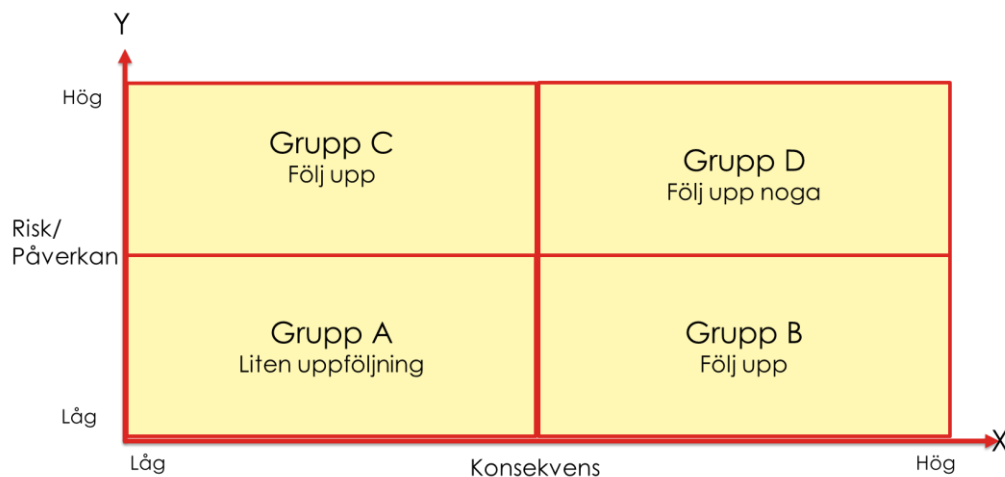 Y
Hög
Grupp C
Följ upp
Grupp D
Följ upp noga
Risk/
Påverkan
Grupp A
Liten uppföljning
Grupp B
Följ upp
Låg
X
Låg
Konsekvens
Hög